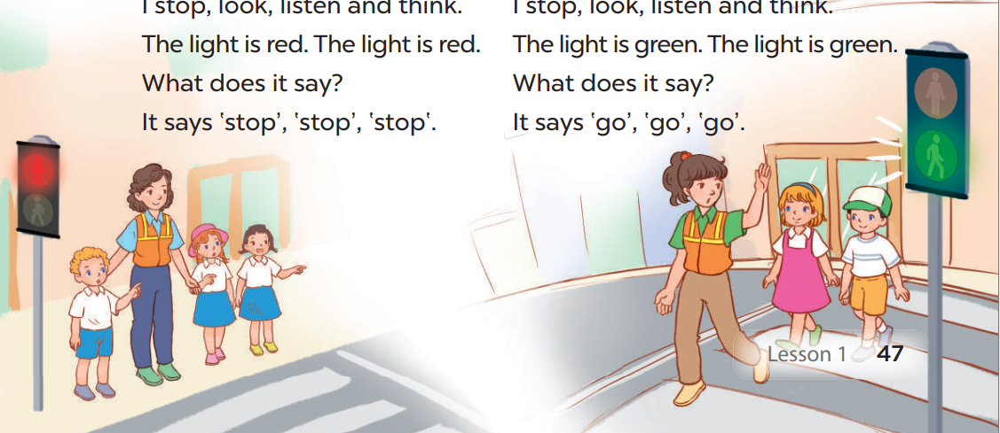 I stop, look, listen and think.
The light is red. The light is red.
What does it say?
It says ‘stop’, ‘stop’, ‘stop‘.
I stop, look, listen and think.
The light is green. The light is green.
What does it say?
It says ‘go’, ‘go’, ‘go’.
Lesson 1 47